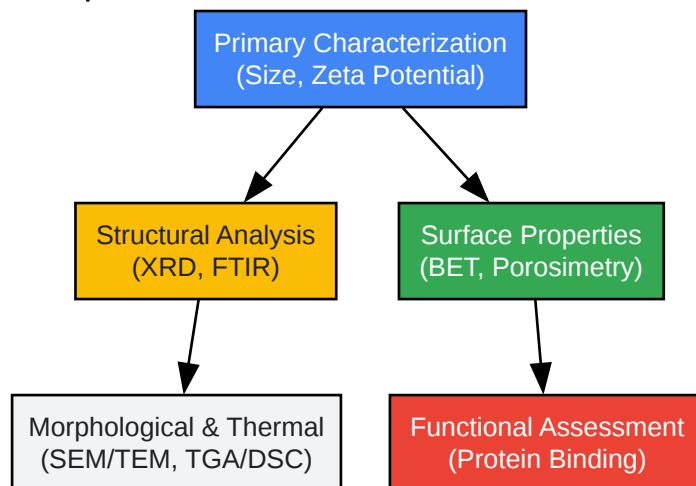 Primary Characterization
(Size, Zeta Potential)
Structural Analysis
(XRD, FTIR)
Surface Properties
(BET, Porosimetry)
Morphological & Thermal
(SEM/TEM, TGA/DSC)
Functional Assessment
(Protein Binding)